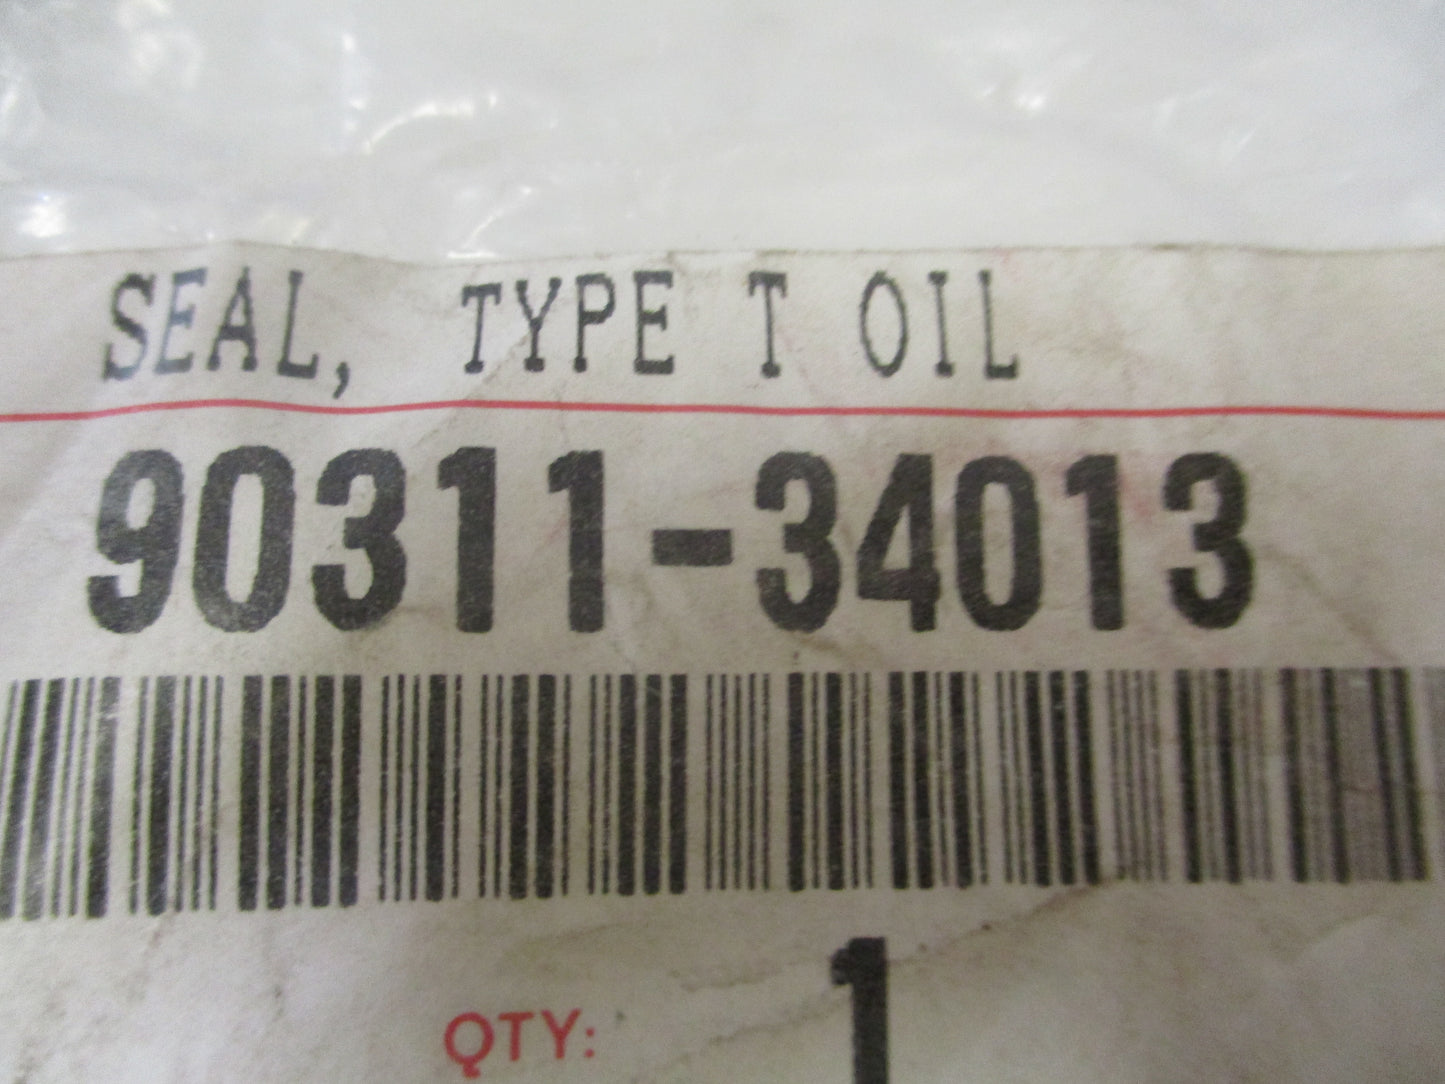 SEAL, TYPE T OIL
90311-34013
QTY: 1